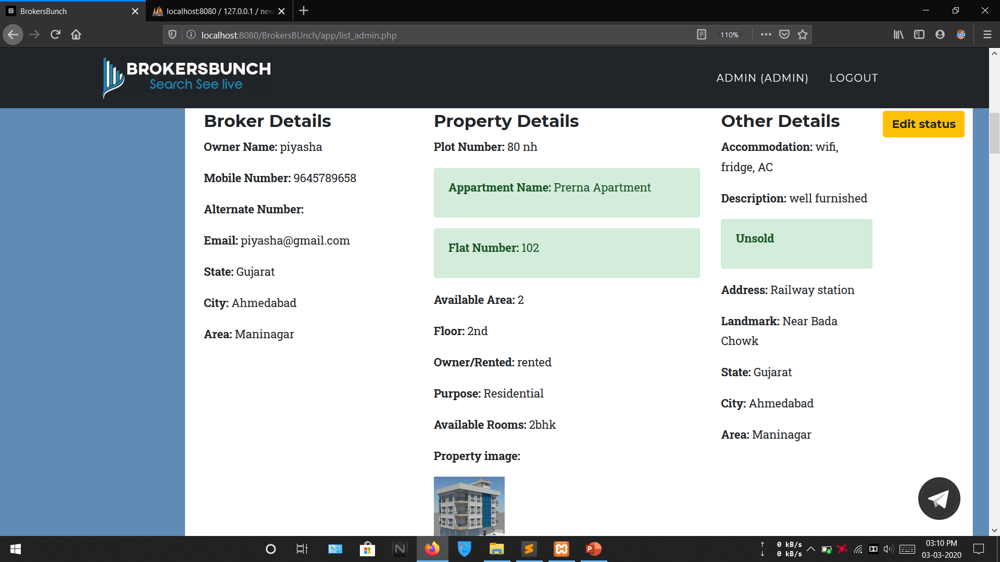 BrokersBunch
localhost:8080 / 127.0.0.1 / new
localhost:8080/BrokersBUnch/app/list_admin.php
110%
BROKERSBUNCH
Search See live
ADMIN (ADMIN)
LOGOUT
Broker Details
Owner Name: piyasha
Mobile Number: 9645789658
Alternate Number:
Email: piyasha@gmail.com
State: Gujarat
City: Ahmedabad
Area: Maninagar
Property Details
Plot Number: 80 nh
Appartment Name: Prerna Apartment
Flat Number: 102
Available Area: 2
Floor: 2nd
Owner/Rented: rented
Purpose: Residential
Available Rooms: 2bhk
Property image:
Other Details
Accommodation: wifi,
fridge, AC
Description: well furnished
Unsold
Address: Railway station
Landmark: Near Bada
Chowk
State: Gujarat
City: Ahmedabad
Area: Maninagar
Edit status
0 kB/s
0 kB/s
03:10 PM
03-03-2020